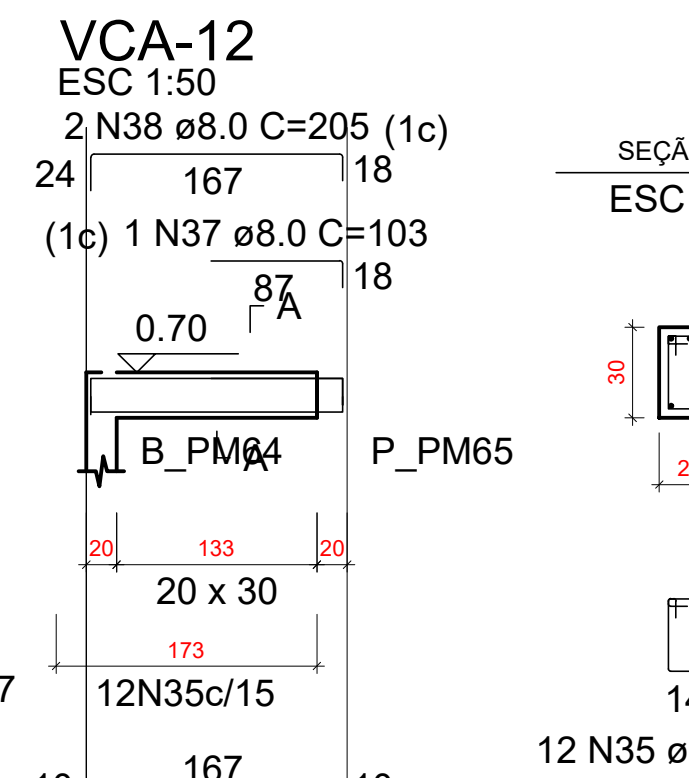 VCA-12
ESC 1:50
2 N38 ø8.0 C=205 (1c)
24 167 18
(1c) 1 N37 ø8.0 C=103
87 18
A
0.70
B_PM64 A P_PM65
20 133 20
20 x 30
173
12N35c/15
167
ESC
30
12 N35 ø